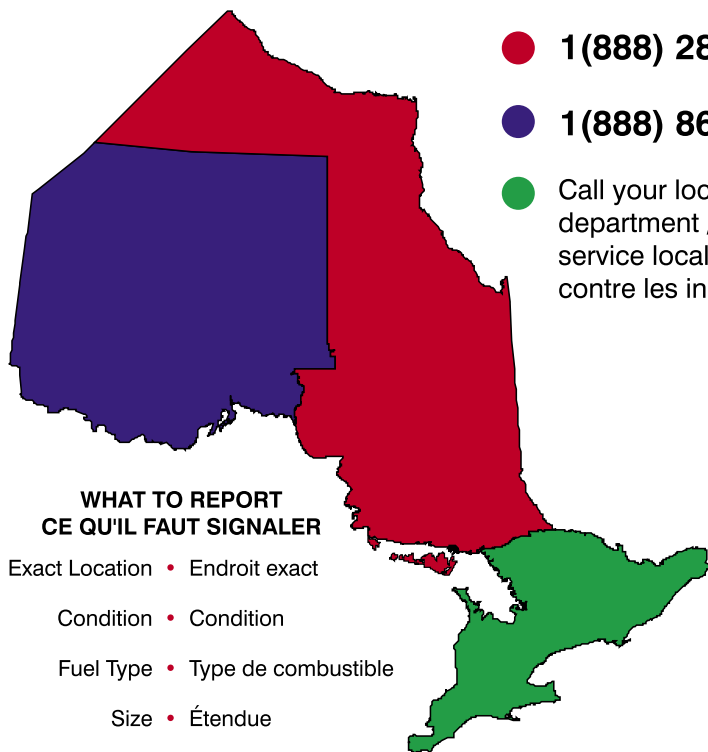 1(888) 28
1(888) 86
Call your loc
department
service local
contre les in
WHAT TO REPORT
CE QU'IL FAUT SIGNALER
Exact Location • Endroit exact
Condition • Condition
Fuel Type • Type de combustible
Size • Étendue